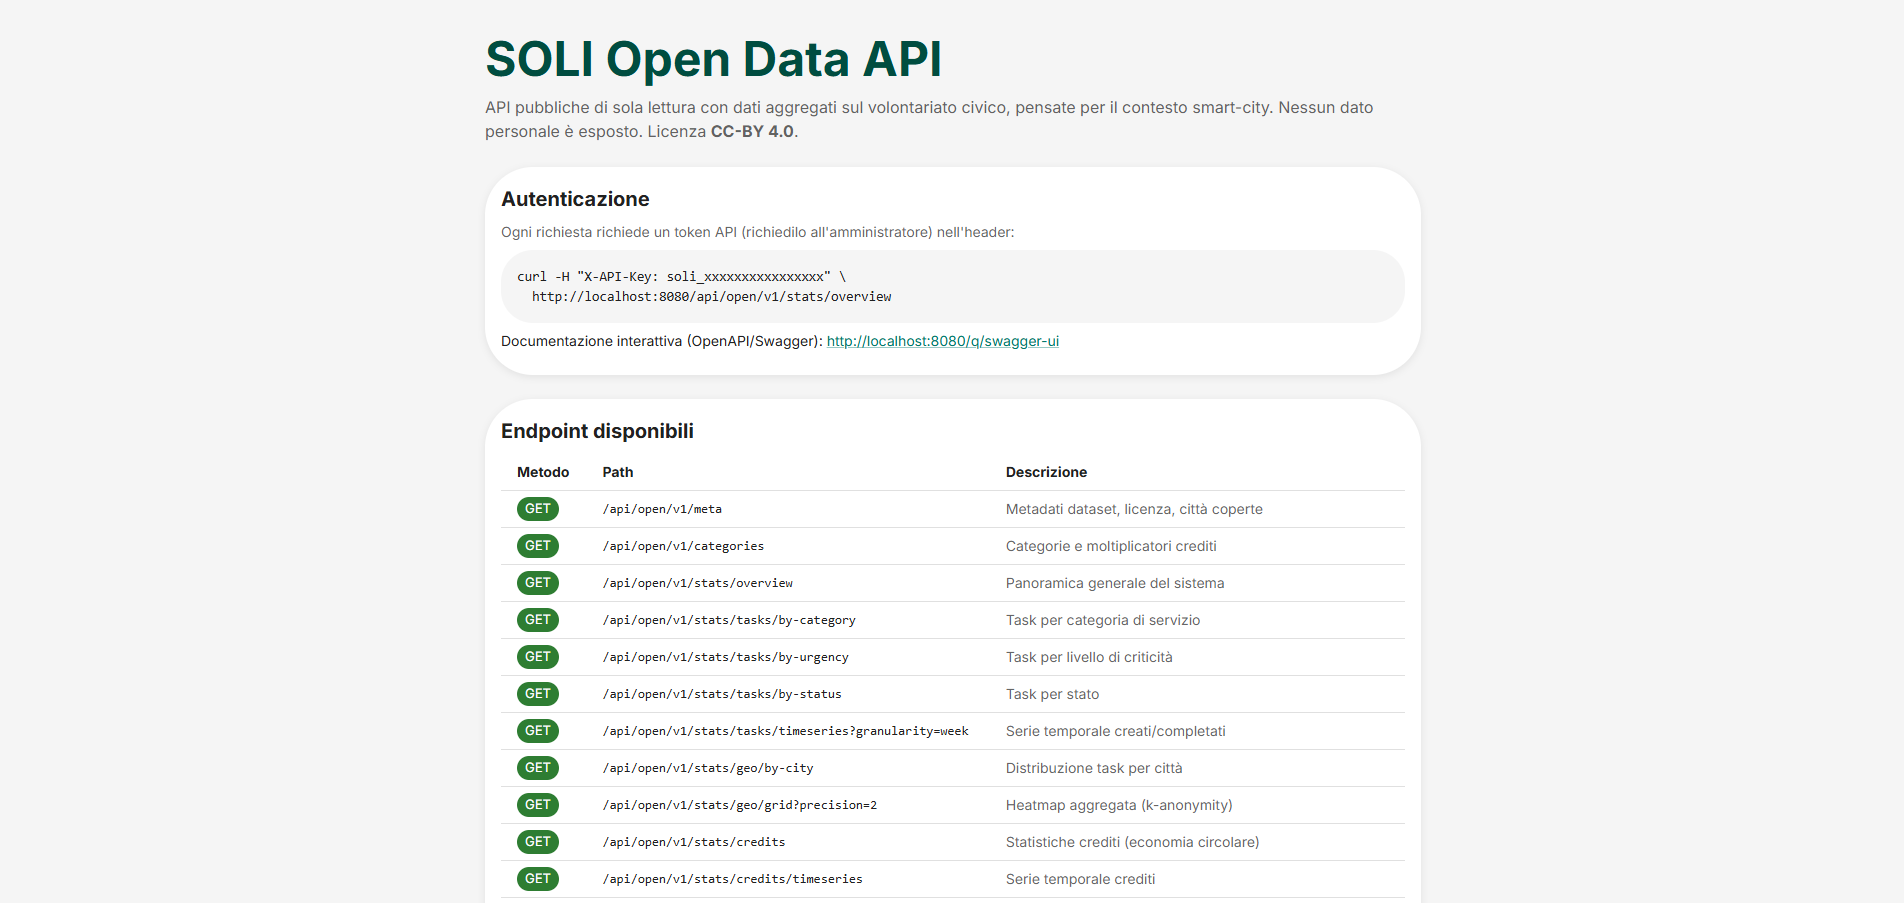 SOLI Open Data API
API pubbliche di sola lettura con dati aggregati sul volontariato civico, pensate per il contesto smart-city. Nessun dato
personale è esposto. Licenza CC-BY 4.0.
Autenticazione
Ogni richiesta richiede un token API (richiedilo all'amministratore) nell'header:
curl -H "X-API-Key: soli_xxxxxxxxxxxxxxxx" \
http://localhost:8080/api/open/v1/stats/overview
Documentazione interattiva (OpenAPI/Swagger): http://localhost:8080/q/swagger-ui
Endpoint disponibili
Metodo Path Descrizione
GET /api/open/v1/meta Metadati dataset, licenza, città coperte
GET /api/open/v1/categories Categorie e moltiplicatori crediti
GET /api/open/v1/stats/overview Panoramica generale del sistema
GET /api/open/v1/stats/tasks/by-category Task per categoria di servizio
GET /api/open/v1/stats/tasks/by-urgency Task per livello di criticità
GET /api/open/v1/stats/tasks/by-status Task per stato
GET /api/open/v1/stats/tasks/timeseries?granularity=week Serie temporale creati/completati
GET /api/open/v1/stats/geo/by-city Distribuzione task per città
GET /api/open/v1/stats/geo/grid?precision=2 Heatmap aggregata (k-anonymity)
GET /api/open/v1/stats/credits Statistiche crediti (economia circolare)
GET /api/open/v1/stats/credits/timeseries Serie temporale crediti